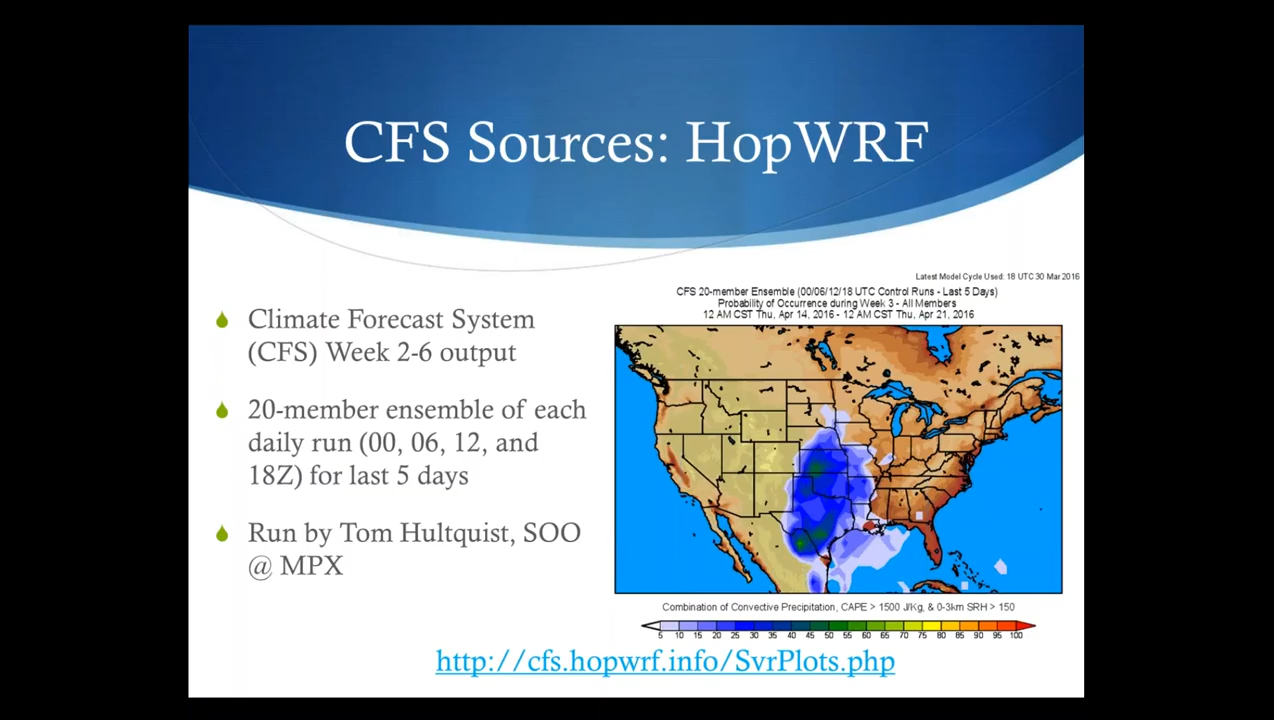 CFS Sources: HopWRF
Climate Forecast System
(CFS) Week 2-6 output
20-member ensemble of each
daily run (00, 06, 12, and
18Z) for last 5 days
Run by Tom Hultquist, SOO
@ MPX
Latest Model Cycle Used: 18 UTC 30 Mar 2016
CFS 20-member Ensemble (00/06/12/18 UTC Control Runs - Last 5 Days)
Probability of Occurrence during Week 3 - All Members
12 AM CST Thu, Apr 14, 2016 - 12 AM CST Thu, Apr 21, 2016
Combination of Convective Precipitation, CAPE > 1500 J/Kg, & 0-3km SRH > 150
5 10 15 20 25 30 35 40 45 50 55 60 65 70 75 80 85 90 95 100
http://cfs.hopwrf.info/SvrPlots.php